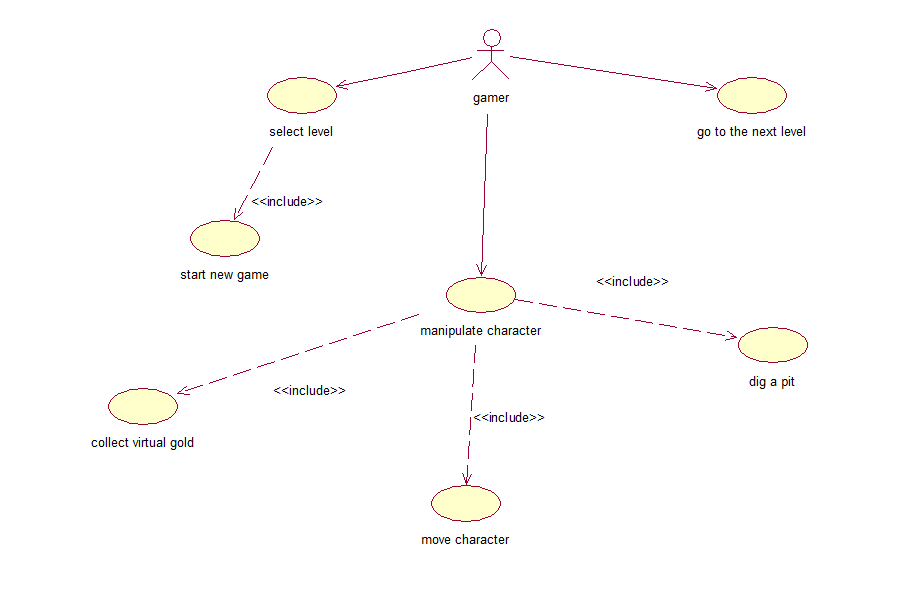 gamer
select level
go to the next level
<<include>>
start new game
<<include>>
manipulate character
dig a pit
<<include>>
<<include>>
collect virtual gold
move character